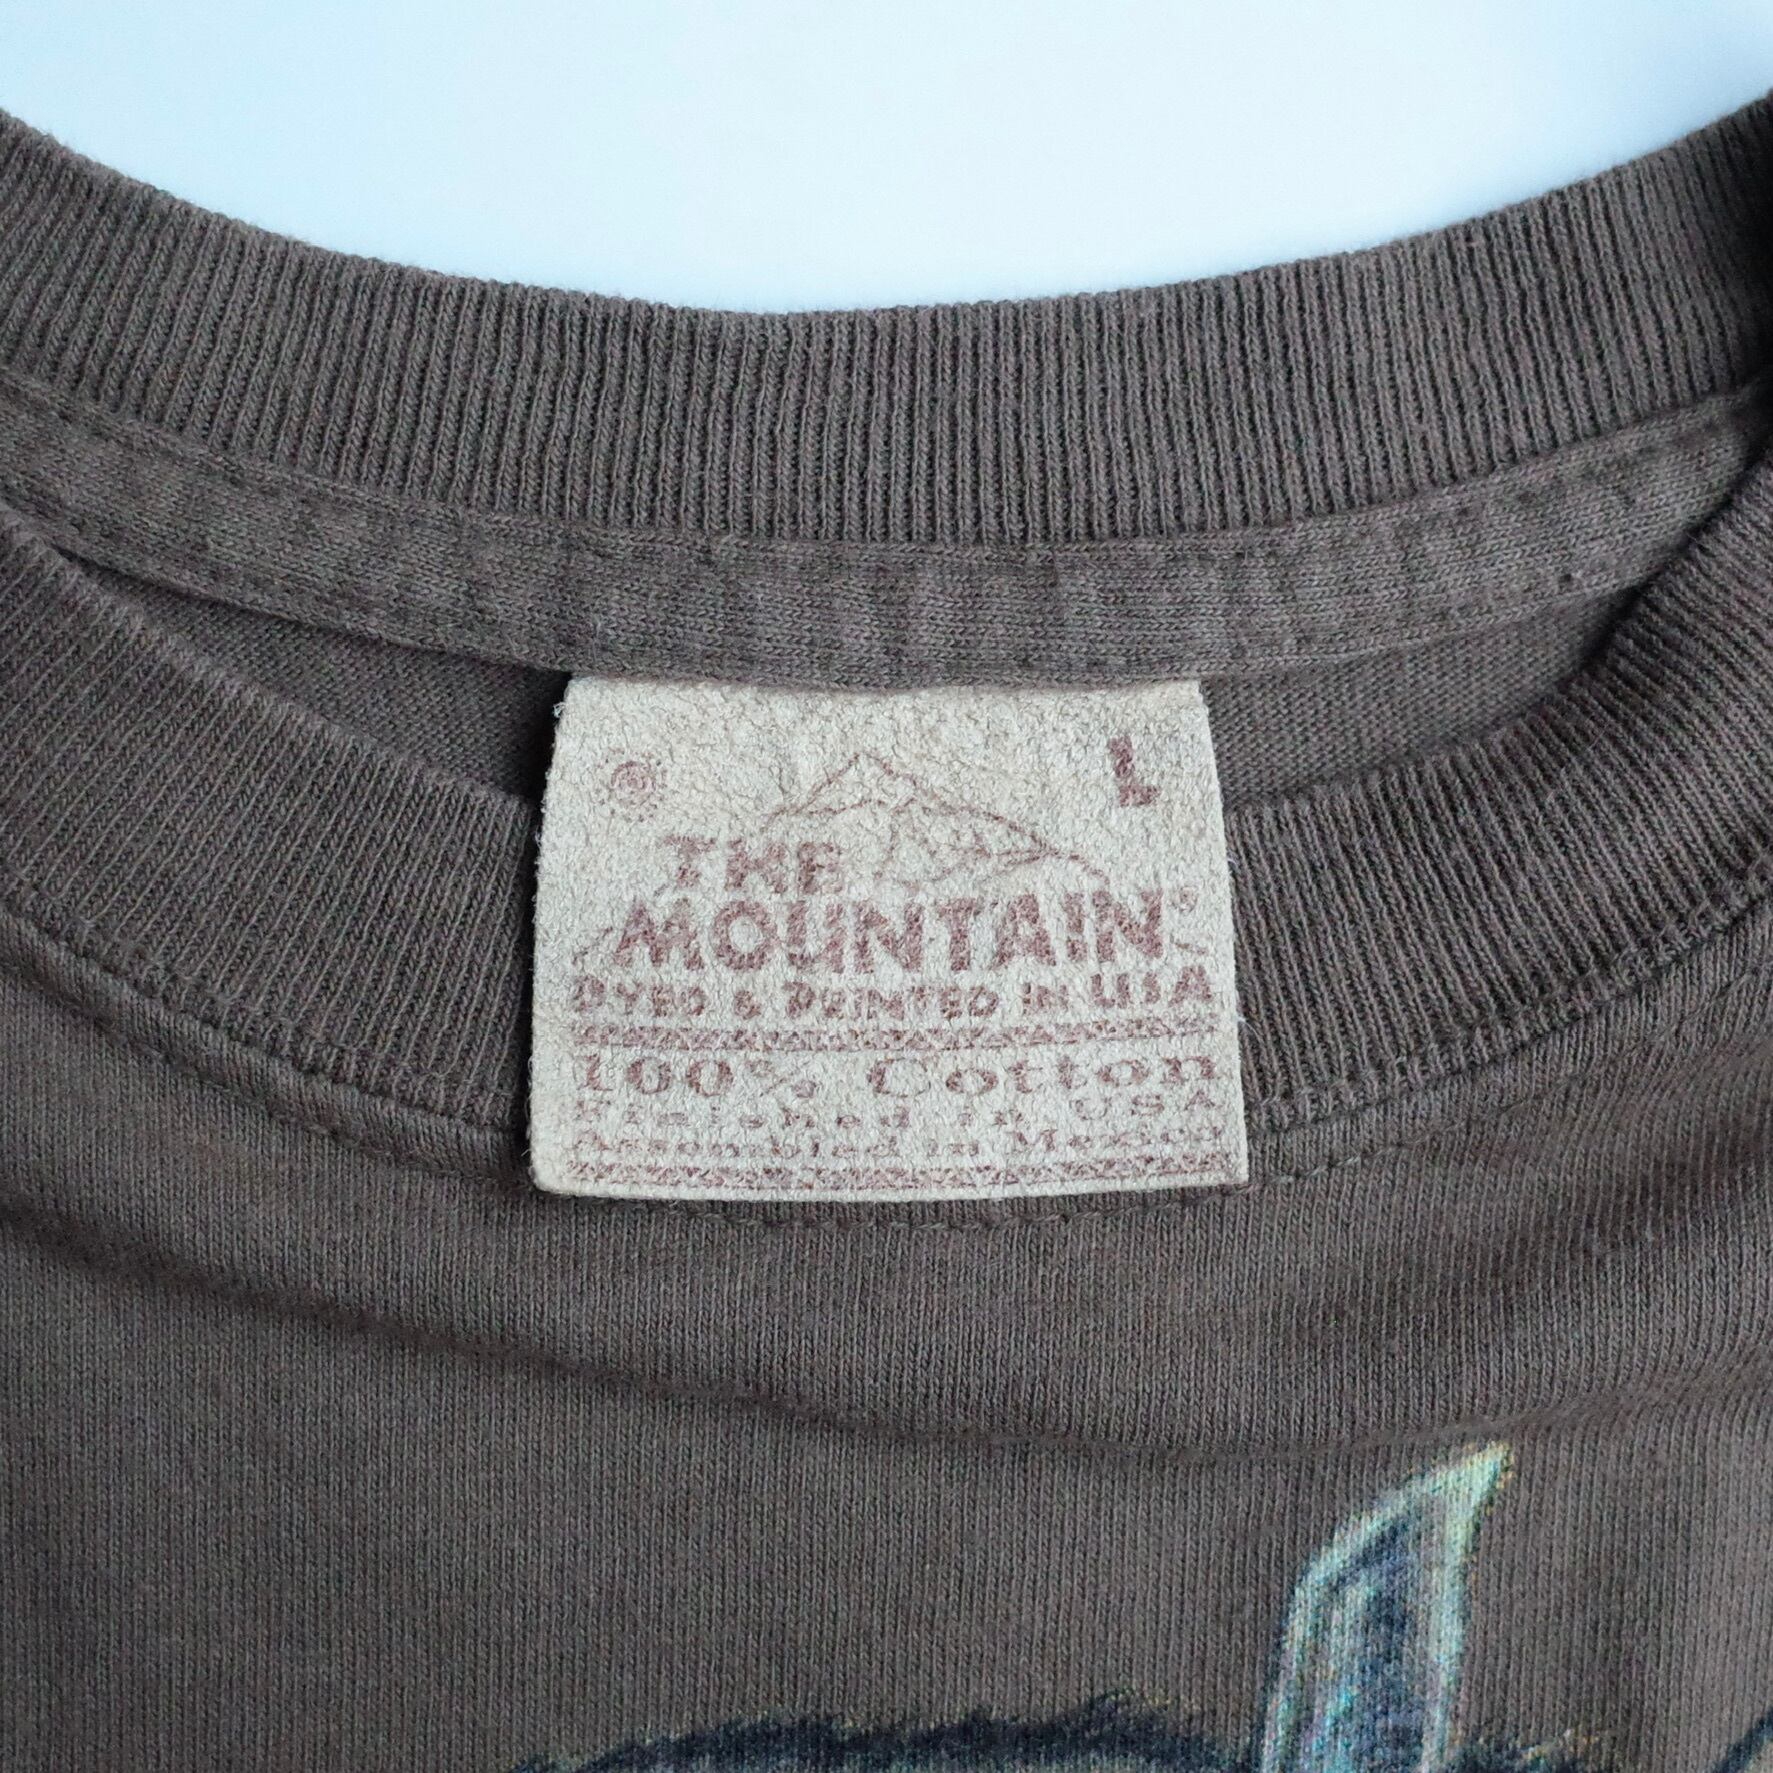 L
THE
MOUNTAIN®
DYED & PRINTED IN USA
100% Cotton
Finished in USA
Assembled in Mexico